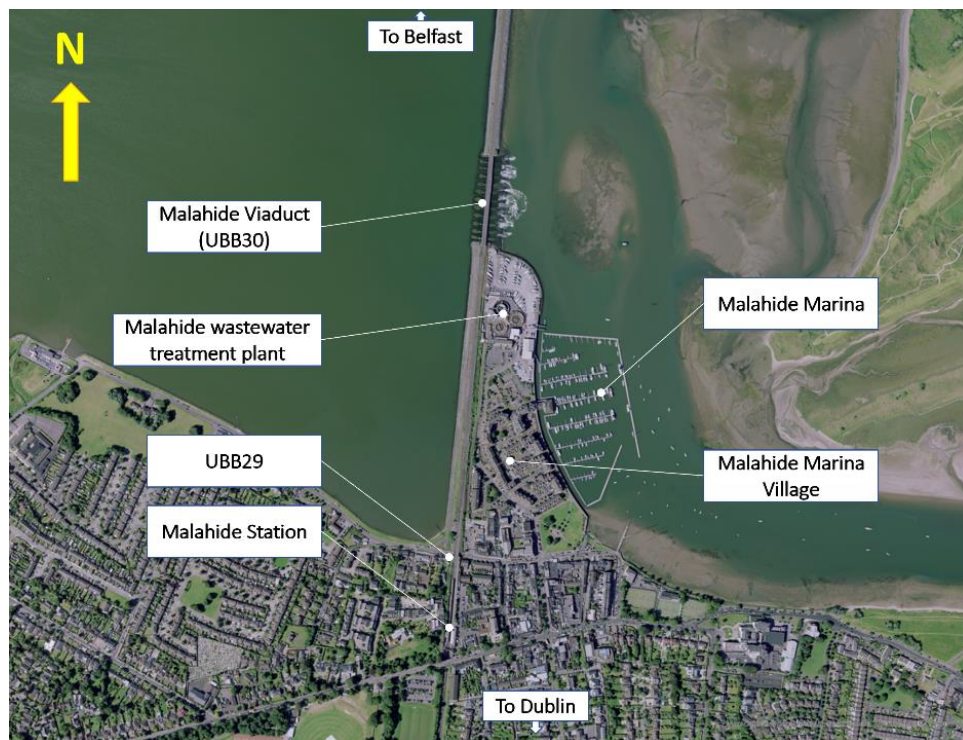 To Belfast
N
Malahide Viaduct
(UBB30)
Malahide Marina
Malahide wastewater
treatment plant
UBB29
Malahide Marina
Village
Malahide Station
To Dublin